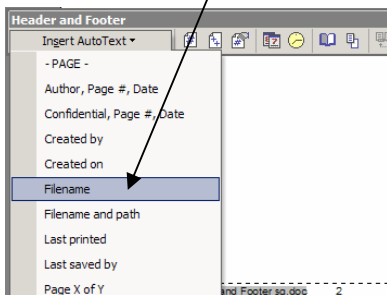 Header and Footer
Insert AutoText
- PAGE -
Author, Page #, Date
Confidential, Page #, Date
Created by
Created on
Filename
Filename and path
Last printed
Last saved by
Page X of Y
and Footer sg.doc 2